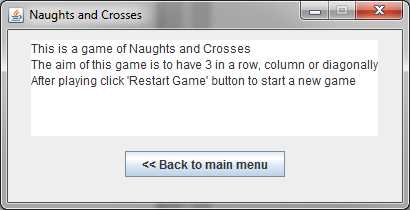 Naughts and Crosses
This is a game of Naughts and Crosses
The aim of this game is to have 3 in a row, column or diagonally
After playing click 'Restart Game' button to start a new game
<< Back to main menu